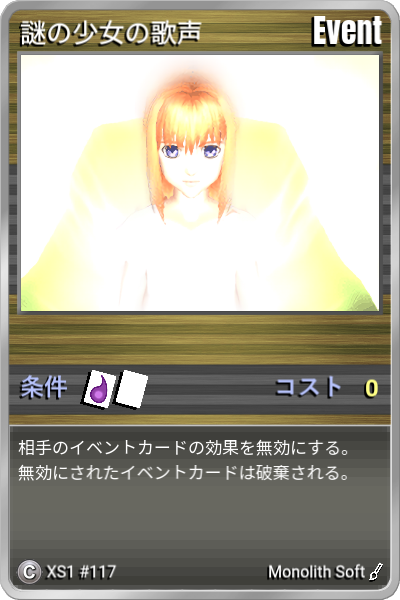 謎の少女の歌声 Event
条件 コスト 0
相手のイベントカードの効果を無効にする。
無効にされたイベントカードは破棄される。
C XS1 #117 Monolith Soft